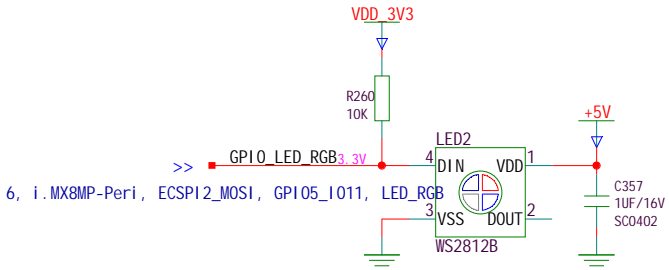 VDD_3V3
R260
10K
+5V
LED2
>>
GPIO_LED_RGB
3.3V
4
DIN
VDD
1
6, i.MX8MP-Peri, ECSPI2_MOSI, GPIO5_IO11, LED_RGB
C357
1UF/16V
SC0402
3
VSS
DOUT
2
WS2812B